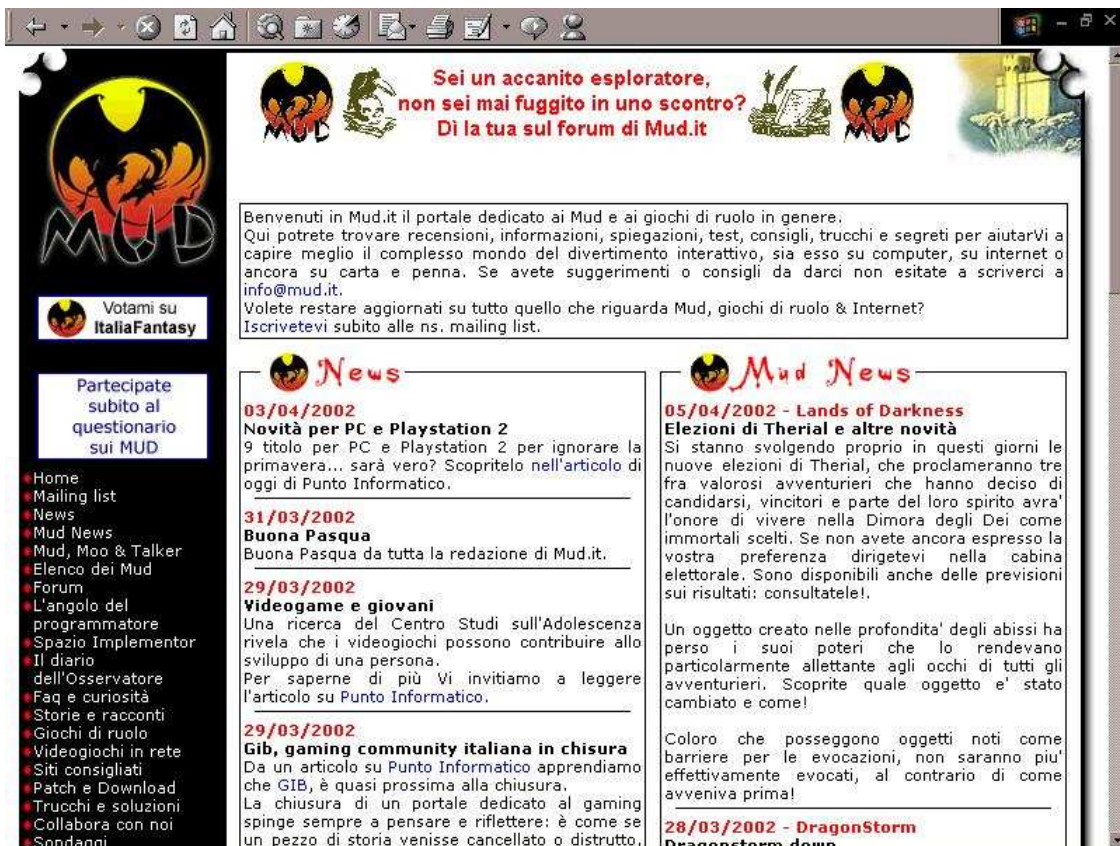 Sei un accanito esploratore,
non sei mai fuggito in uno scontro?
Dì la tua sul forum di Mud.it
MUD
MUD
MUD
Benvenuti in Mud.it il portale dedicato ai Mud e ai giochi di ruolo in genere.
Qui potrete trovare recensioni, informazioni, spiegazioni, test, consigli, trucchi e segreti per aiutarVi a
capire meglio il complesso mondo del divertimento interattivo, sia esso su computer, su internet o
ancora su carta e penna. Se avete suggerimenti o consigli da darci non esitate a scriverci a
info@mud.it.
Volete restare aggiornati su tutto quello che riguarda Mud, giochi di ruolo & Internet?
Iscrivetevi subito alle ns. mailing list.
Votami su
ItaliaFantasy
Partecipate
subito al
questionario
sui MUD
Home
Mailing list
News
Mud News
Mud, Moo & Talker
Elenco dei Mud
Forum
L'angolo del
programmatore
Spazio Implementor
Il diario
dell'Osservatore
Faq e curiosità
Storie e racconti
Giochi di ruolo
Videogiochi in rete
Siti consigliati
Patch e Download
Trucchi e soluzioni
Collabora con noi
Sondaggi
News
03/04/2002
Novità per PC e Playstation 2
9 titolo per PC e Playstation 2 per ignorare la
primavera... sarà vero? Scopritelo nell'articolo di
oggi di Punto Informatico.
31/03/2002
Buona Pasqua
Buona Pasqua da tutta la redazione di Mud.it.
29/03/2002
Videogame e giovani
Una ricerca del Centro Studi sull'Adolescenza
rivela che i videogiochi possono contribuire allo
sviluppo di una persona.
Per saperne di più Vi invitiamo a leggere
l'articolo su Punto Informatico.
29/03/2002
Gib, gaming community italiana in chisura
Da un articolo su Punto Informatico apprendiamo
che GIB, è quasi prossima alla chiusura.
La chiusura di un portale dedicato al gaming
spinge sempre a pensare e riflettere: è come se
un pezzo di storia venisse cancellato o distrutto,
Mud News
05/04/2002 - Lands of Darkness
Elezioni di Therial e altre novità
Si stanno svolgendo proprio in questi giorni le
nuove elezioni di Therial, che proclameranno tre
fra valorosi avventurieri che hanno deciso di
candidarsi, vincitori e parte del loro spirito avra'
l'onore di vivere nella Dimora degli Dei come
immortali scelti. Se non avete ancora espresso la
vostra preferenza dirigetevi nella cabina
elettorale. Sono disponibili anche delle previsioni
sui risultati: consultatele!.
Un oggetto creato nelle profondita' degli abissi ha
perso i suoi poteri che lo rendevano
particolarmente allettante agli occhi di tutti gli
avventurieri. Scoprite quale oggetto e' stato
cambiato e come!
Coloro che posseggono oggetti noti come
barriere per le evocazioni, non saranno piu'
effettivamente evocati, al contrario di come
avveniva prima!
28/03/2002 - DragonStorm
Dragonstorm down